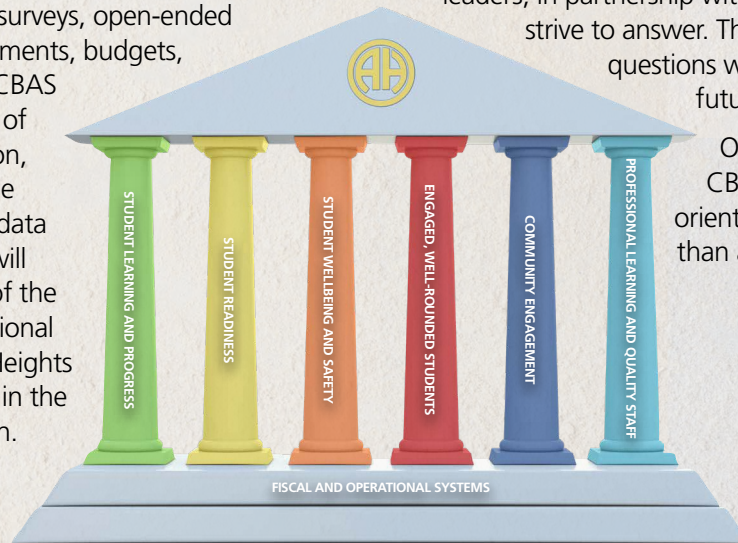 surveys, open-ended
ments, budgets,
CBAS
of
on,
e
data
vill
of the
ional
Heights
in the
n.
leaders, in partnership with
strive to answer. Th
questions w
futu
O
CB
orient
than a
AH
STUDENT LEARNING AND PROGRESS
STUDENT READINESS
STUDENT WELLBEING AND SAFETY
ENGAGED, WELL-ROUNDED STUDENTS
COMMUNITY ENGAGEMENT
PROFESSIONAL LEARNING AND QUALITY STAFF
FISCAL AND OPERATIONAL SYSTEMS